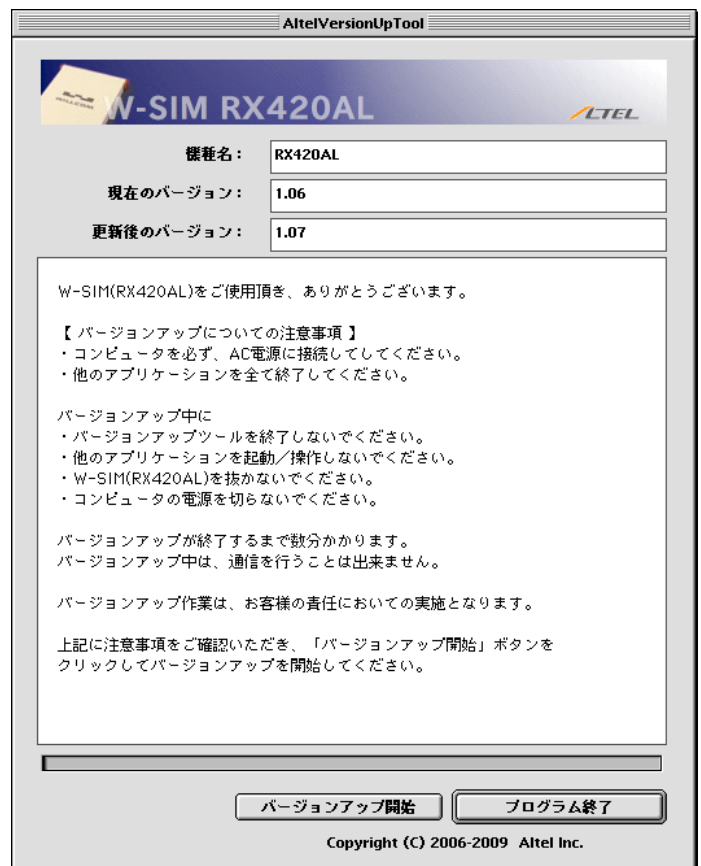 AltelVersionUpTool
WILLCOM
W-SIM RX420AL
ALTEL
機種名： RX420AL
現在のバージョン： 1.06
更新後のバージョン： 1.07
W-SIM(RX420AL)をご使用頂き、ありがとうございます。
【 バージョンアップについての注意事項 】
・コンピュータを必ず、AC電源に接続してしてください。
・他のアプリケーションを全て終了してください。
バージョンアップ中に
・バージョンアップツールを終了しないでください。
・他のアプリケーションを起動／操作しないでください。
・W-SIM(RX420AL)を抜かないでください。
・コンピュータの電源を切らないでください。
バージョンアップが終了するまで数分かかります。
バージョンアップ中は、通信を行うことは出来ません。
バージョンアップ作業は、お客様の責任においての実施となります。
上記に注意事項をご確認いただき、「バージョンアップ開始」ボタンを
クリックしてバージョンアップを開始してください。
バージョンアップ開始 プログラム終了
Copyright (C) 2006-2009 Altel Inc.